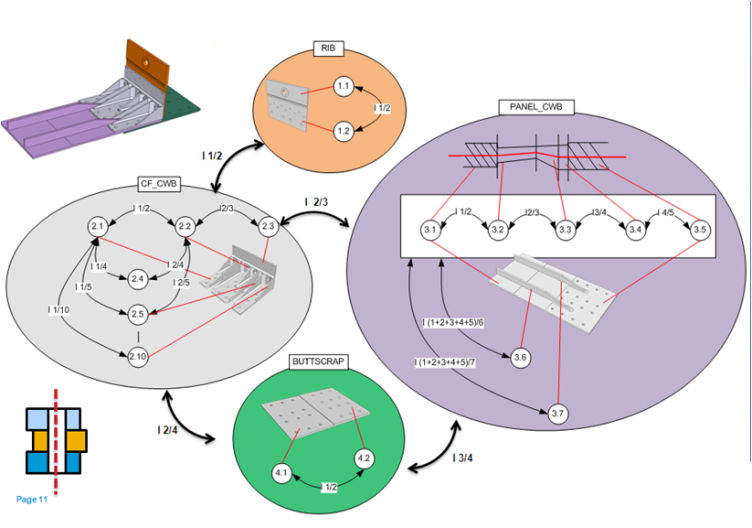 RIB
1.1
I 1/2
1.2
PANEL_CWB
I 1/2
I 2/3
CF_CWB
2.1
I 1/2
2.2
I2/3
2.3
I 1/4
I 2/4
2.4
I 1/5
I 2/5
I 1/10
2.5
2.10
I 1/2
I2/3
I3/4
I 4/5
3.1
3.2
3.3
3.4
3.5
I (1+2+3+4+5)/6
3.6
I (1+2+3+4+5)/7
3.7
BUTTSCRAP
I 2/4
4.1
4.2
I 1/2
I 3/4
Page 11